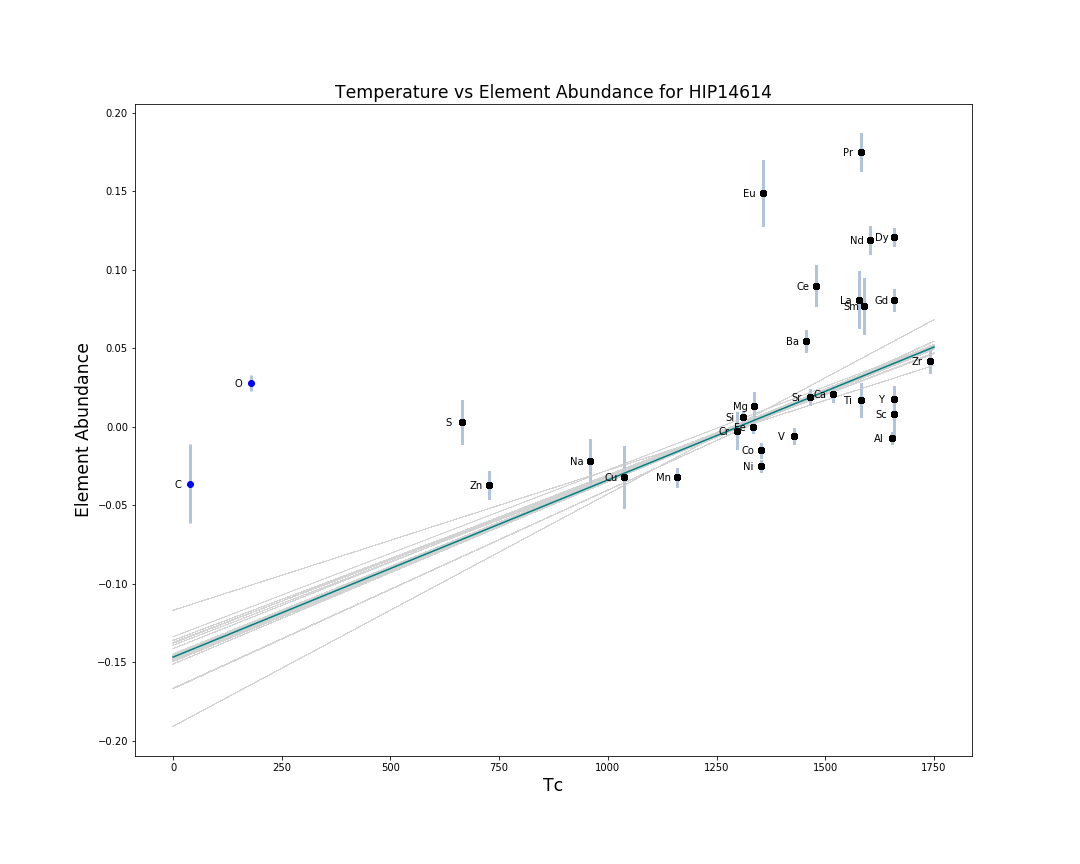 Temperature vs Element Abundance for HIP14614
Element Abundance
0.20
0.15
0.10
0.05
0.00
−0.05
−0.10
−0.15
−0.20
Pr
Eu
Nd
Dy
Ce
La
Sm
Gd
Ba
Zr
O
Mg
Sr
Ca
Ti
Y
Si
Sc
S
Cr
Fe
V
Al
Co
Ni
Na
Cu
Mn
Zn
C
0
250
500
750
1000
1250
1500
1750
Tc